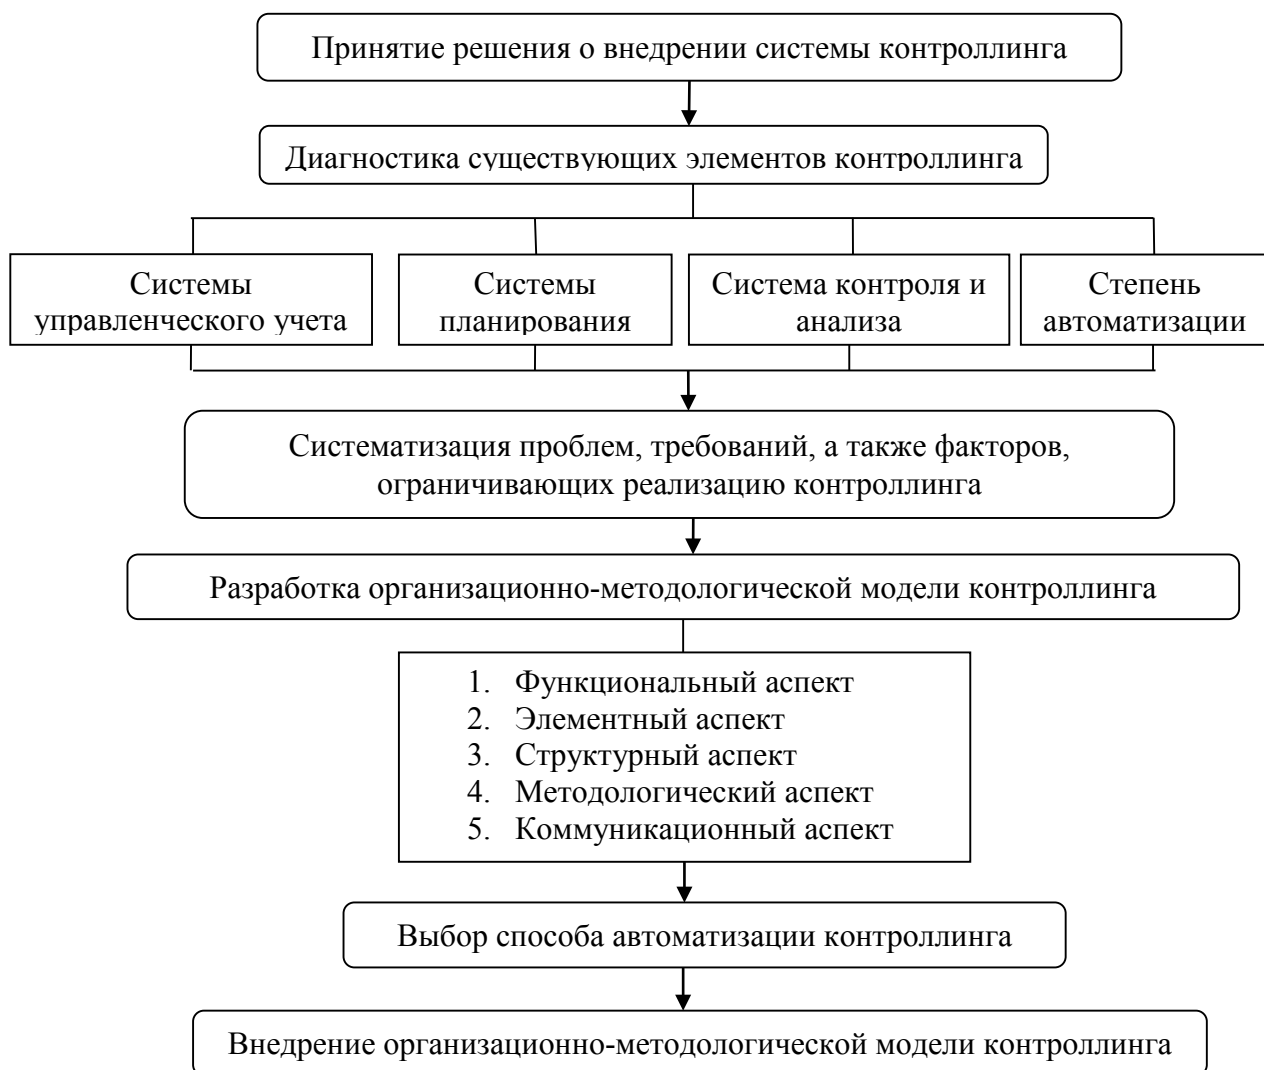 Принятие решения о внедрении системы контроллинга
Диагностика существующих элементов контроллинга
Системы
управленческого учета
Системы
планирования
Система контроля и
анализа
Степень
автоматизации
Систематизация проблем, требований, а также факторов,
ограничивающих реализацию контроллинга
Разработка организационно-методологической модели контроллинга
1. Функциональный аспект
2. Элементный аспект
3. Структурный аспект
4. Методологический аспект
5. Коммуникационный аспект
Выбор способа автоматизации контроллинга
Внедрение организационно-методологической модели контроллинга